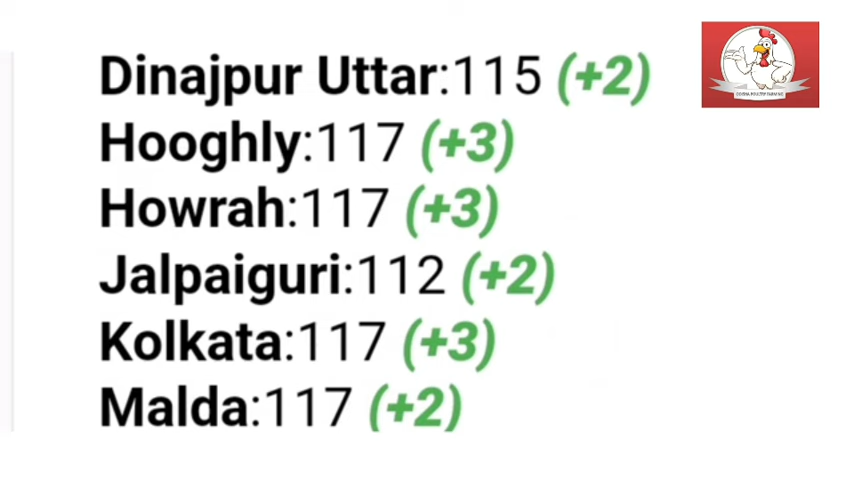 Dinajpur Uttar:115 (+2)
Hooghly:117 (+3)
Howrah:117 (+3)
Jalpaiguri:112 (+2)
Kolkata:117 (+3)
Malda:117 (+2)